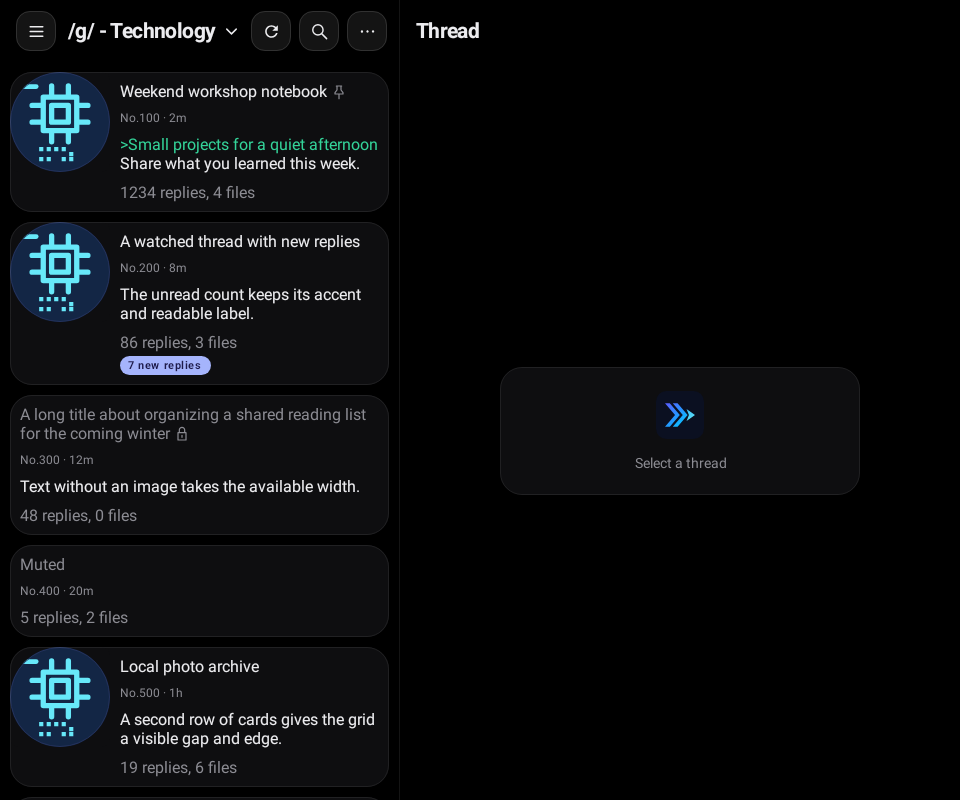 /g/ - Technology
Thread
Weekend workshop notebook
No.100 · 2m
>Small projects for a quiet afternoon
Share what you learned this week.
1234 replies, 4 files
A watched thread with new replies
No.200 · 8m
The unread count keeps its accent
and readable label.
86 replies, 3 files
7 new replies
A long title about organizing a shared reading list
for the coming winter
No.300 · 12m
Text without an image takes the available width.
48 replies, 0 files
Muted
No.400 · 20m
5 replies, 2 files
Local photo archive
No.500 · 1h
A second row of cards gives the grid
a visible gap and edge.
19 replies, 6 files
Select a thread